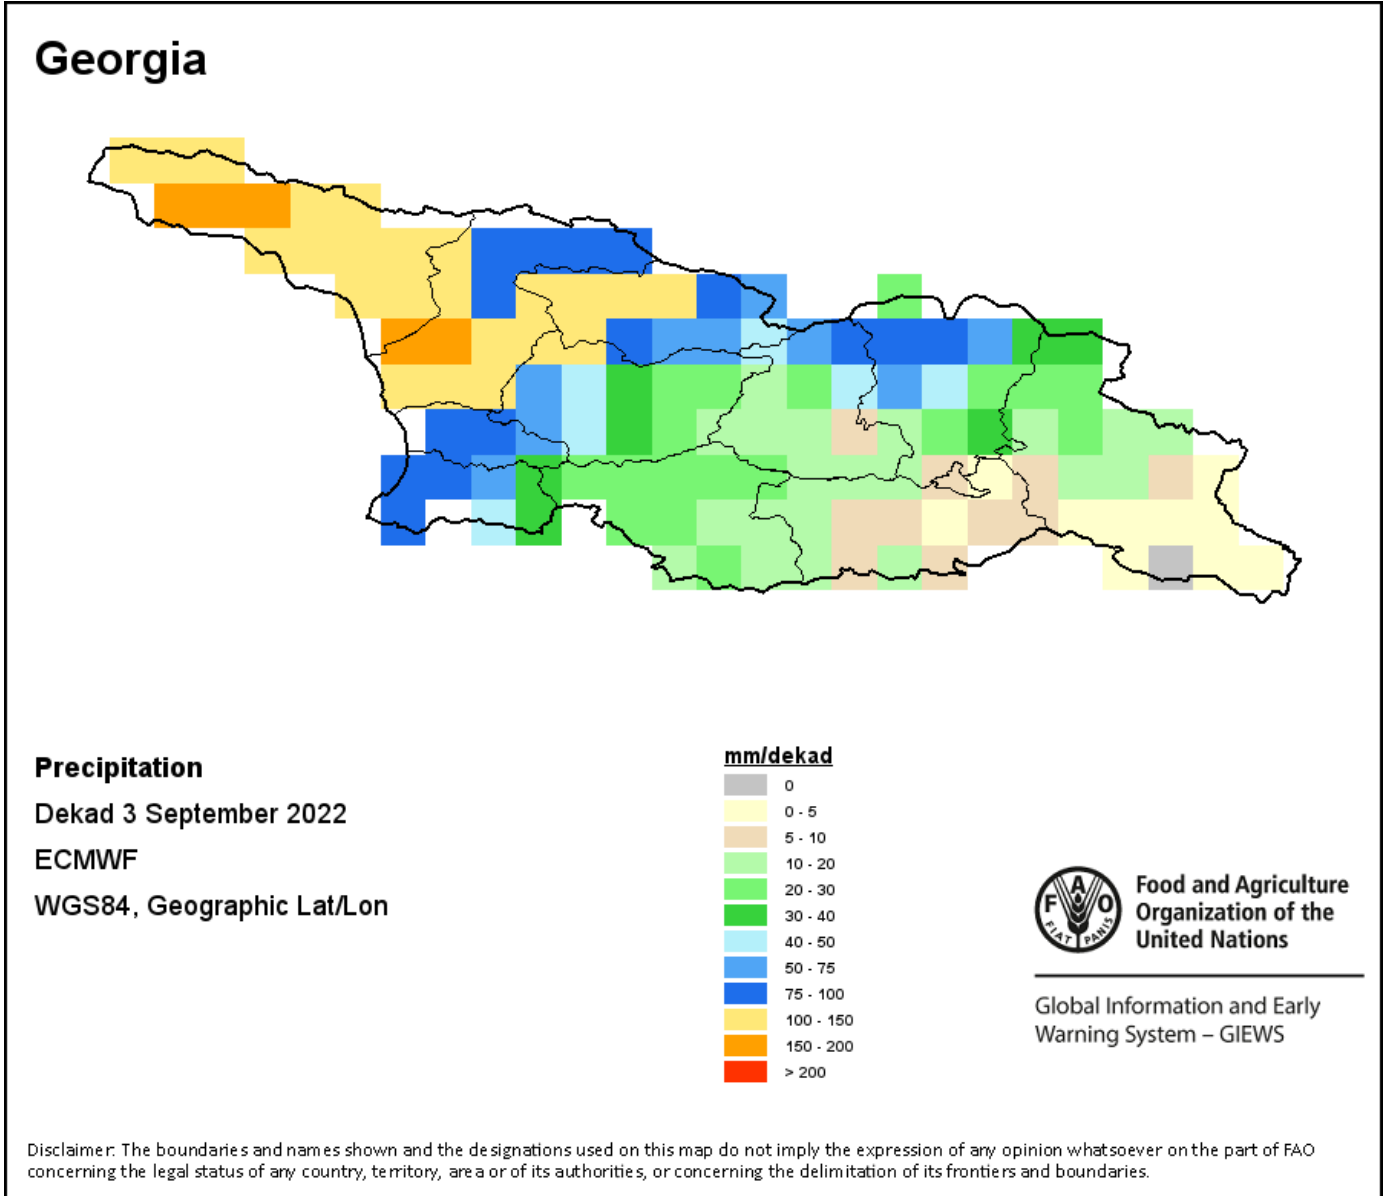 Georgia
Precipitation
Dekad 3 September 2022
ECMWF
WGS84, Geographic Lat/Lon
mm/dekad
0
0 - 5
5 - 10
10 - 20
20 - 30
30 - 40
40 - 50
50 - 75
75 - 100
100 - 150
150 - 200
> 200
F A O
FIAT PANIS
Food and Agriculture
Organization of the
United Nations
Global Information and Early
Warning System – GIEWS
Disclaimer: The boundaries and names shown and the designations used on this map do not imply the expression of any opinion whatsoever on the part of FAO
concerning the legal status of any country, territory, area or of its authorities, or concerning the delimitation of its frontiers and boundaries.